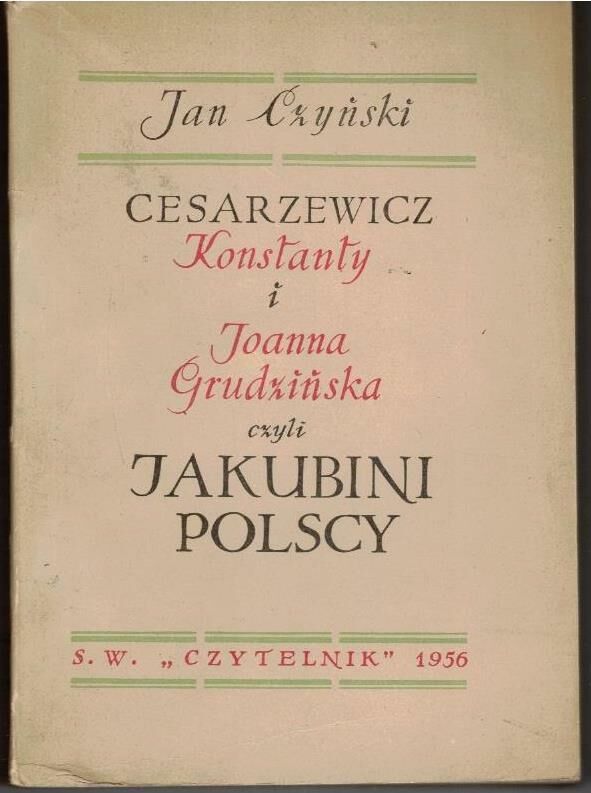 Jan Czyński
CESARZEWICZ
Konstanty
i
Joanna
Grudzińska
czyli
JAKUBINI
POLSCY
S. W. „CZYTELNIK” 1956